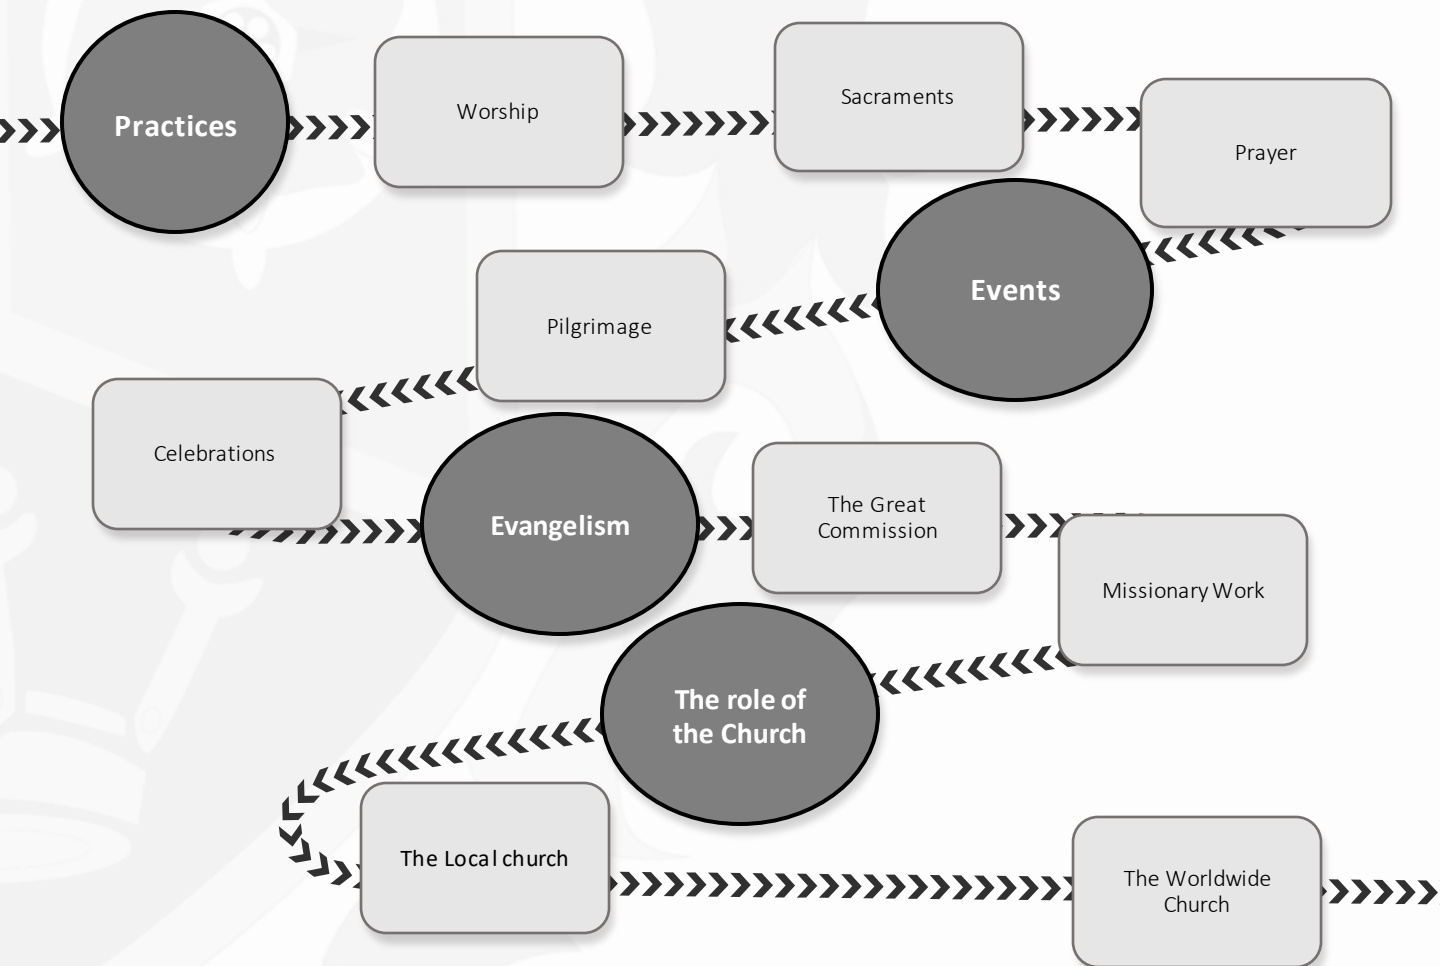 Practices
Worship
Sacraments
Prayer
Events
Pilgrimage
Celebrations
Evangelism
The Great
Commission
Missionary Work
The role of
the Church
The Local church
The Worldwide
Church